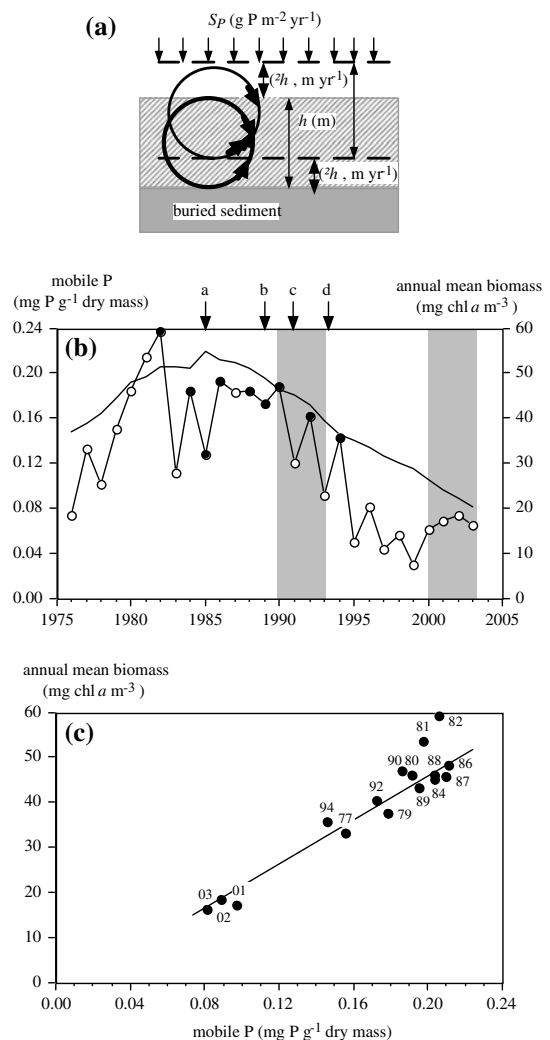 (a)
S_P (g P m-2 yr-1)
(²h , m yr¹)
h (m)
(²h , m yr¹)
buried sediment
mobile P
(mg P g-1 dry mass)
a b c d
annual mean biomass
(mg chl a m-3)
(b)
0.24
0.20
0.16
0.12
0.08
0.04
0.00
60
50
40
30
20
10
0
1975 1980 1985 1990 1995 2000 2005
annual mean biomass
(mg chl a m-3)
(c)
60
50
40
30
20
10
0
81 82
90 80 88 86
92 89 84 87
94 77 79
03 01
02
0.00 0.04 0.08 0.12 0.16 0.20 0.24
mobile P (mg P g-1 dry mass)